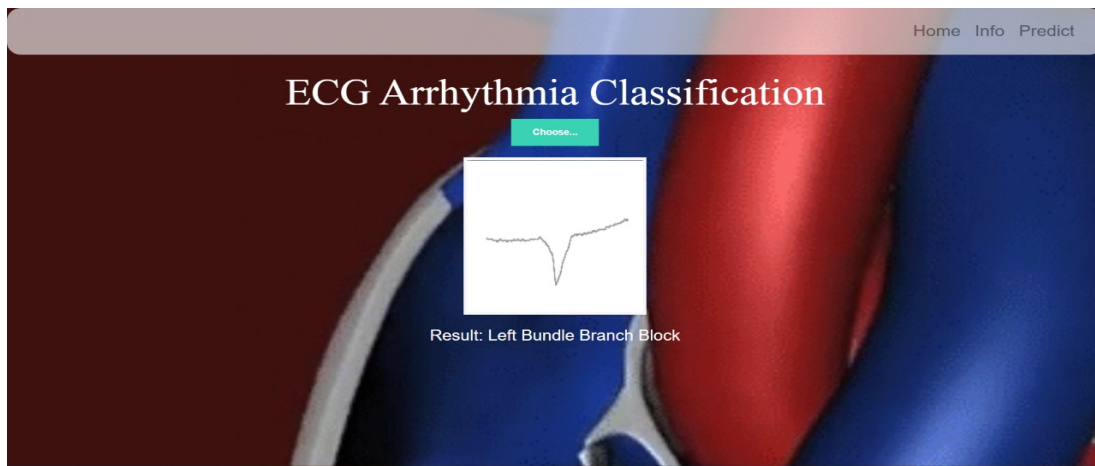 Home Info Predict
ECG Arrhythmia Classification
Choose...
Result: Left Bundle Branch Block